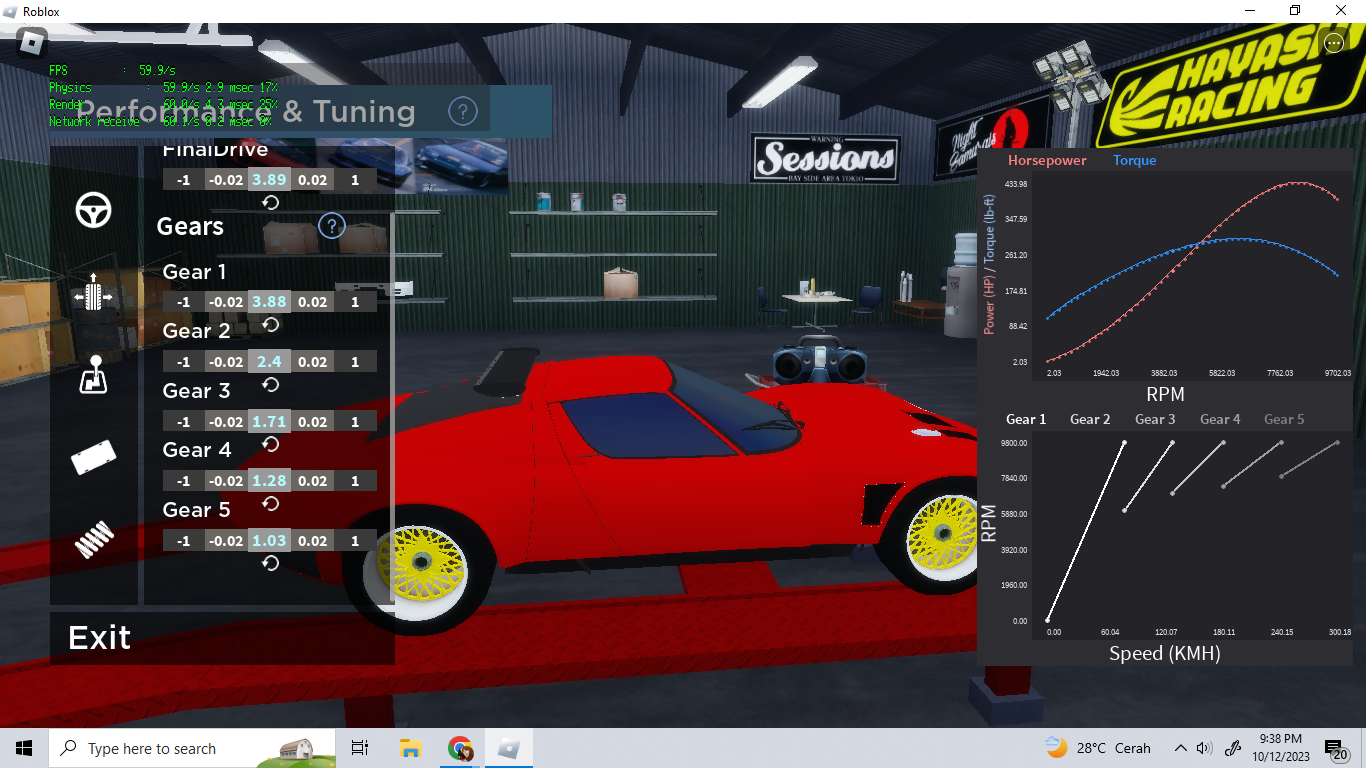 Roblox
FPS : 59.9/s
Physics : 59.9/s 2.9 msec 17%
Render : 60.0/s 4.3 msec 25%
Network receive : 60.1/s 0.2 msec 0%
Performance & Tuning ?
FinalDrive
-1 -0.02 3.89 0.02 1
Gears ?
Gear 1
-1 -0.02 3.88 0.02 1
Gear 2
-1 -0.02 2.4 0.02 1
Gear 3
-1 -0.02 1.71 0.02 1
Gear 4
-1 -0.02 1.28 0.02 1
Gear 5
-1 -0.02 1.03 0.02 1
Exit
WARNING
Sessions
BAY SIDE AREA TOKIO
Night
Samurais
HAYASHI
RACING
Horsepower Torque
Power (HP) / Torque (lb-ft)
433.98
347.59
261.20
174.81
88.42
2.03
2.03 1942.03 3882.03 5822.03 7762.03 9702.03
RPM
Gear 1 Gear 2 Gear 3 Gear 4 Gear 5
RPM
9800.00
7840.00
5880.00
3920.00
1960.00
0.00
0.00 60.04 120.07 180.11 240.15 300.18
Speed (KMH)
Type here to search
28°C Cerah
9:38 PM
10/12/2023
20